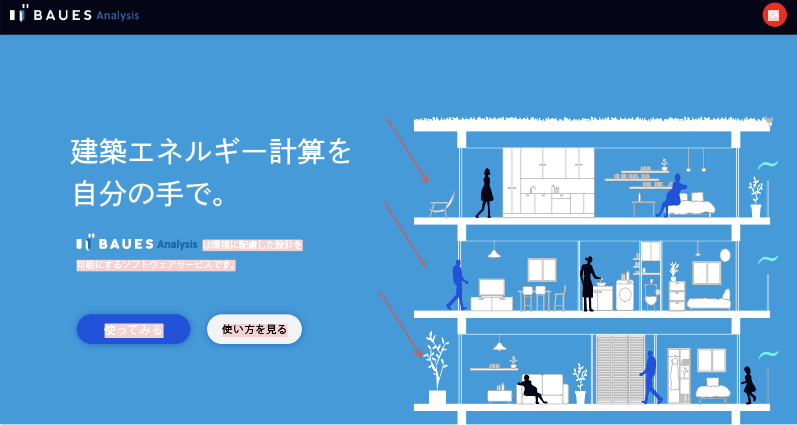 BAUES Analysis
建築エネルギー計算を
自分の手で。
BAUES Analysis は環境に配慮した設計を
可能にするソフトウェアサービスです。
使ってみる
使い方を見る